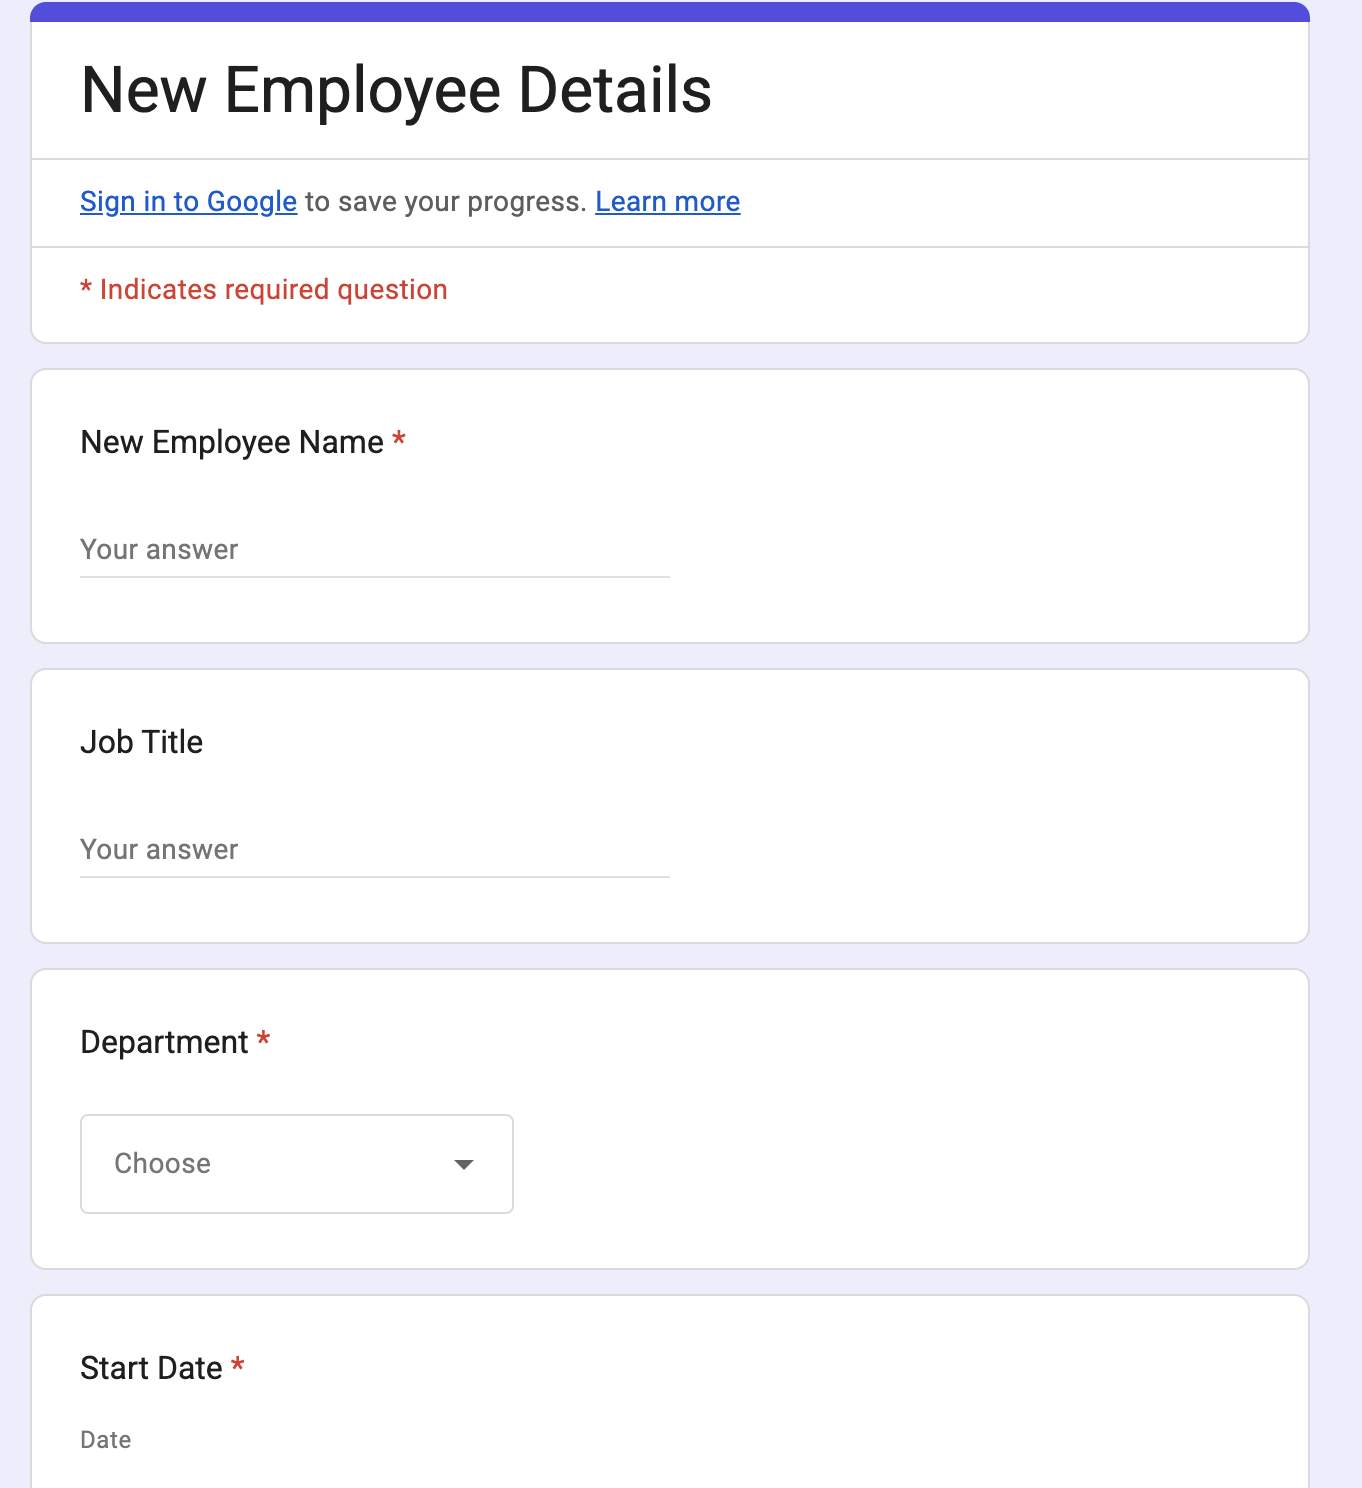 New Employee Details
Sign in to Google to save your progress. Learn more
* Indicates required question
New Employee Name *
Your answer
Job Title
Your answer
Department *
Choose
Start Date *
Date